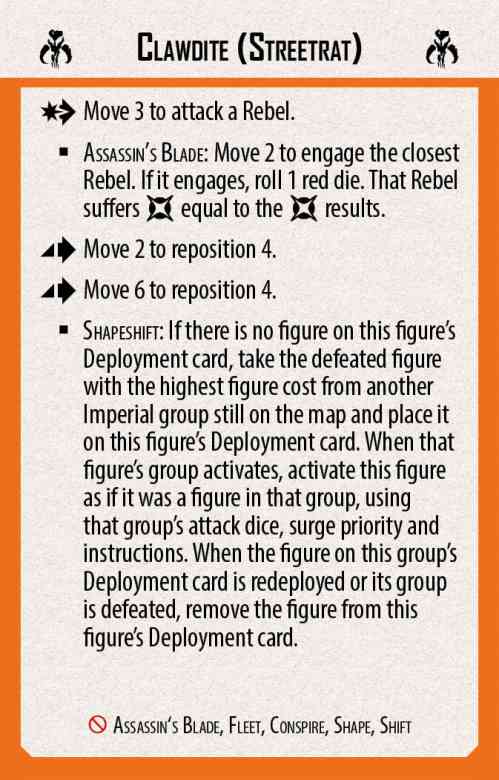 Clawdite (Streetrat)
Move 3 to attack a Rebel.
Assassin's Blade: Move 2 to engage the closest
Rebel. If it engages, roll 1 red die. That Rebel
suffers equal to the results.
Move 2 to reposition 4.
Move 6 to reposition 4.
Shapeshift: If there is no figure on this figure's
Deployment card, take the defeated figure
with the highest figure cost from another
Imperial group still on the map and place it
on this figure's Deployment card. When that
figure's group activates, activate this figure
as if it was a figure in that group, using
that group's attack dice, surge priority and
instructions. When the figure on this group's
Deployment card is redeployed or its group
is defeated, remove the figure from this
figure's Deployment card.
Assassin's Blade, Fleet, Conspire, Shape, Shift